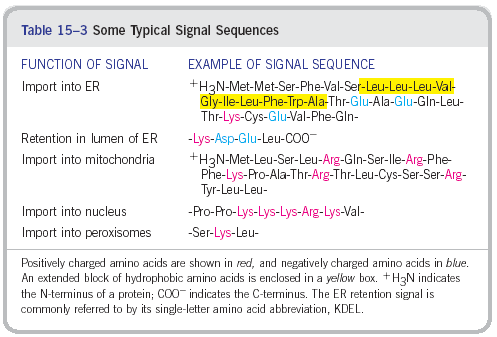 Table 15–3 Some Typical Signal Sequences
FUNCTION OF SIGNAL EXAMPLE OF SIGNAL SEQUENCE
Import into ER +H3N-Met-Met-Ser-Phe-Val-Ser-Leu-Leu-Leu-Val-
Gly-Ile-Leu-Phe-Trp-Ala-Thr-Glu-Ala-Glu-Gln-Leu-
Thr-Lys-Cys-Glu-Val-Phe-Gln-
Retention in lumen of ER -Lys-Asp-Glu-Leu-COO–
Import into mitochondria +H3N-Met-Leu-Ser-Leu-Arg-Gln-Ser-Ile-Arg-Phe-
Phe-Lys-Pro-Ala-Thr-Arg-Thr-Leu-Cys-Ser-Ser-Arg-
Tyr-Leu-Leu-
Import into nucleus -Pro-Pro-Lys-Lys-Lys-Arg-Lys-Val-
Import into peroxisomes -Ser-Lys-Leu-
Positively charged amino acids are shown in red, and negatively charged amino acids in blue.
An extended block of hydrophobic amino acids is enclosed in a yellow box. +H3N indicates
the N-terminus of a protein; COO– indicates the C-terminus. The ER retention signal is
commonly referred to by its single-letter amino acid abbreviation, KDEL.